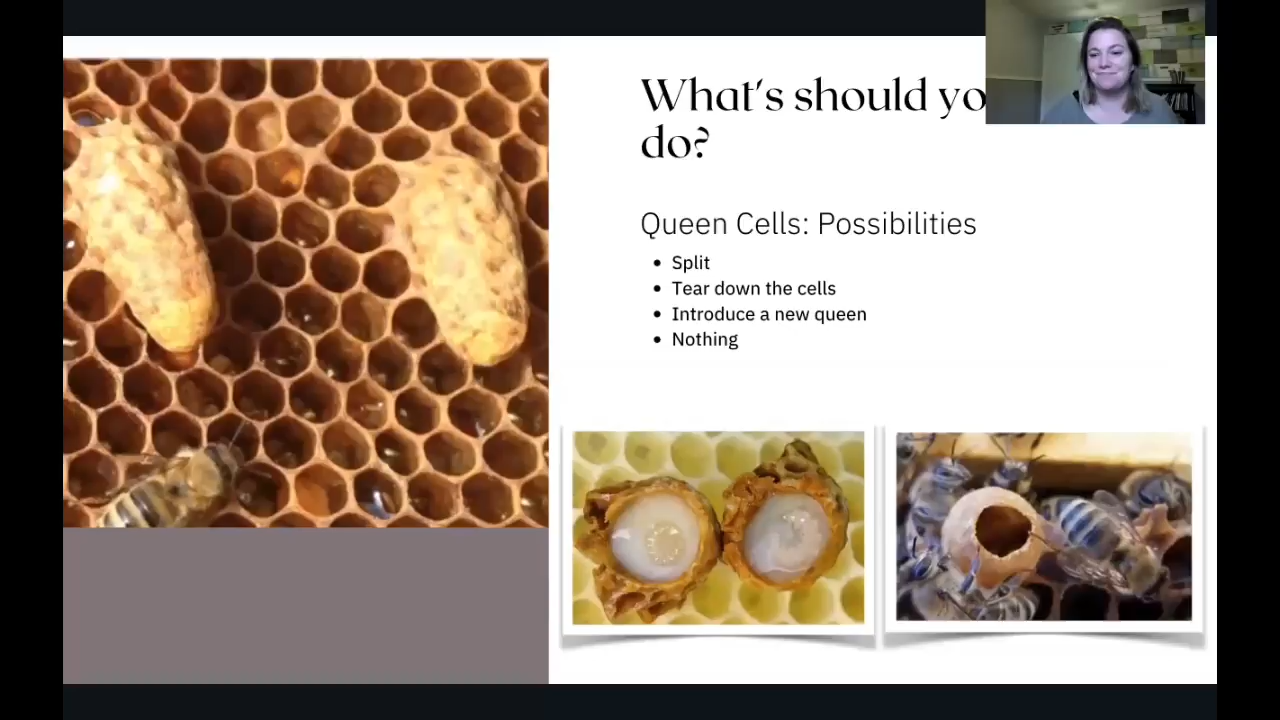 What's should yo
do?
Queen Cells: Possibilities
• Split
• Tear down the cells
• Introduce a new queen
• Nothing